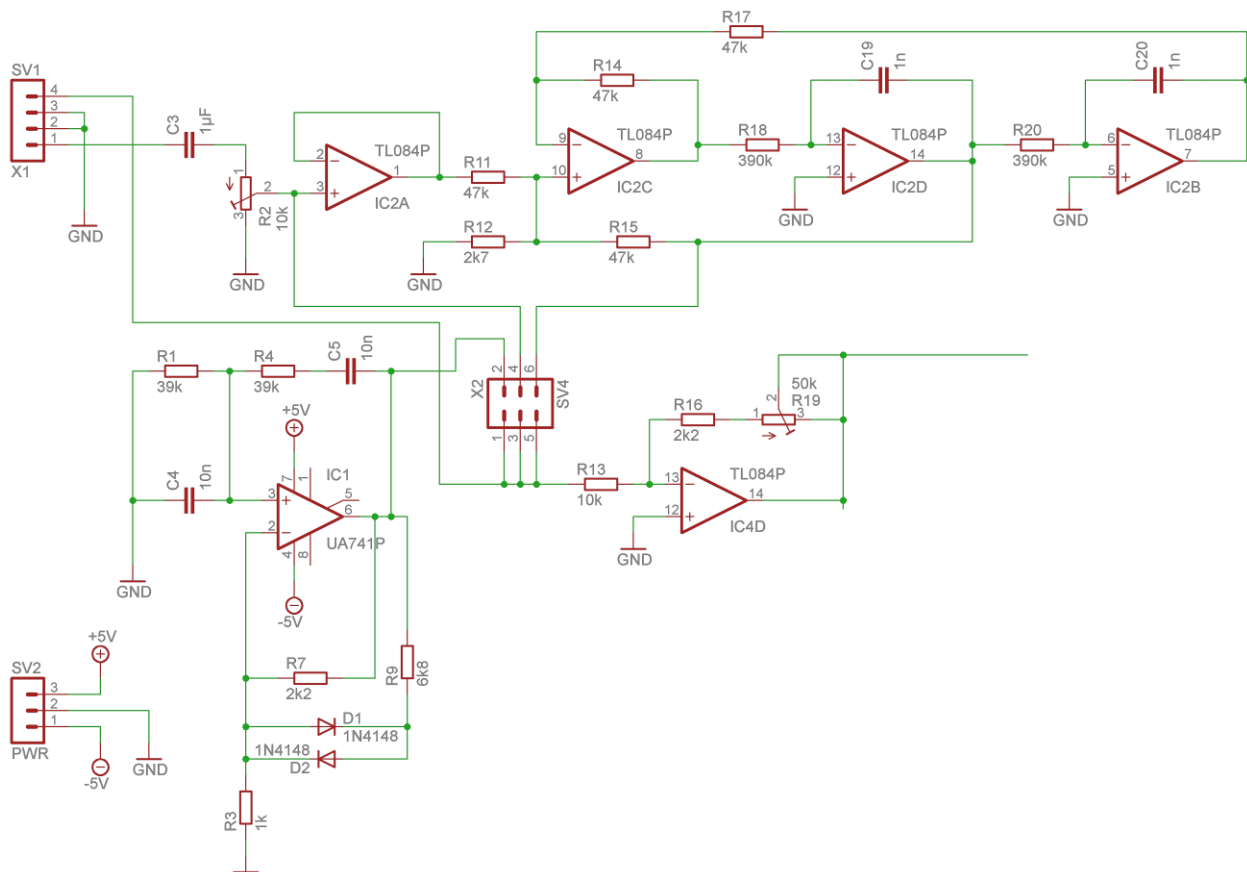 R17
47k
SV1
4
3
2
1
X1
C3
1µF
1
2
3
R2
10k
GND
GND
2
3
1
TL084P
IC2A
R11
47k
R12
2k7
GND
R14
47k
9
10
8
TL084P
IC2C
R15
47k
R18
390k
C19
1n
13
12
14
TL084P
IC2D
GND
R20
390k
C20
1n
6
5
7
TL084P
IC2B
GND
R1
39k
R4
39k
C5
10n
C4
10n
GND
+5V
7
1
IC1
5
3
2
6
4
8
UA741P
-5V
X2
2
4
6
SV4
1
3
5
R13
10k
R16
2k2
50k
2
R19
1
3
13
12
14
TL084P
IC4D
GND
R7
2k2
R9
6k8
D1
1N4148
1N4148
D2
R3
1k
+5V
SV2
3
2
1
PWR
-5V
GND